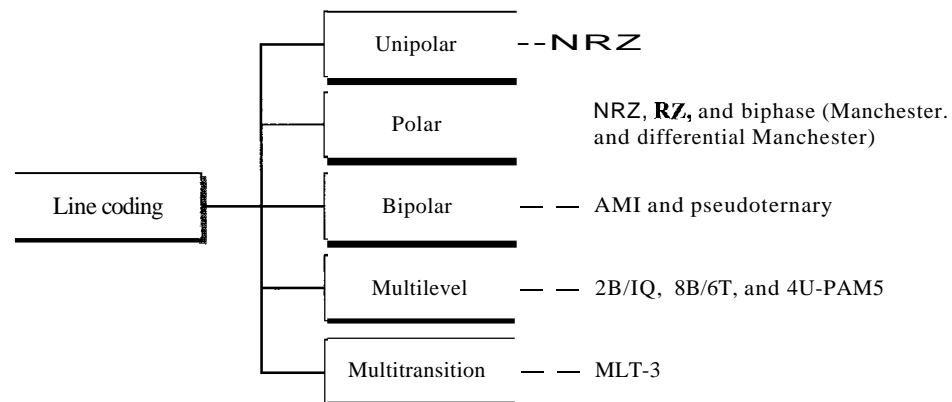 Unipolar -- NRZ
Polar NRZ, RZ, and biphase (Manchester.
and differential Manchester)
Line coding
Bipolar — — AMI and pseudoternary
Multilevel — — 2B/IQ, 8B/6T, and 4U-PAM5
Multitransition — — MLT-3